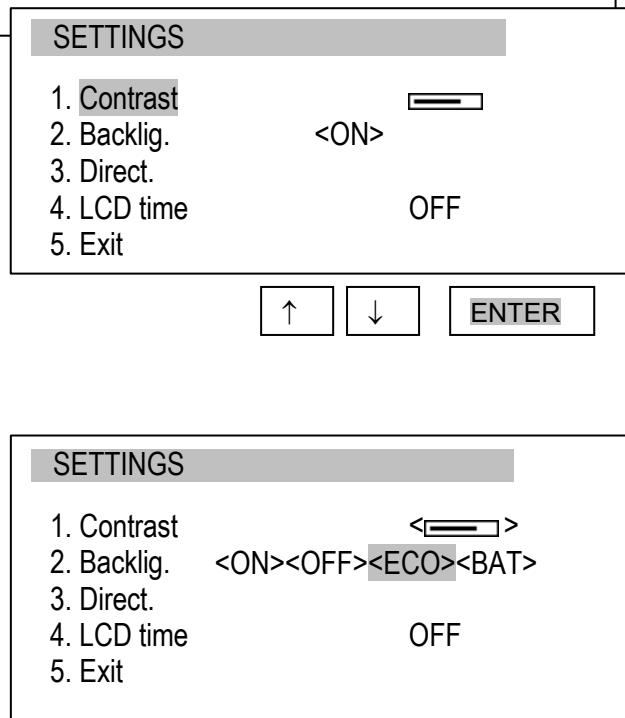 SETTINGS
1. Contrast
2. Backlig. <ON>
3. Direct.
4. LCD time OFF
5. Exit
↑ ↓ ENTER
SETTINGS
1. Contrast < >
2. Backlig. <ON><OFF><ECO><BAT>
3. Direct.
4. LCD time OFF
5. Exit